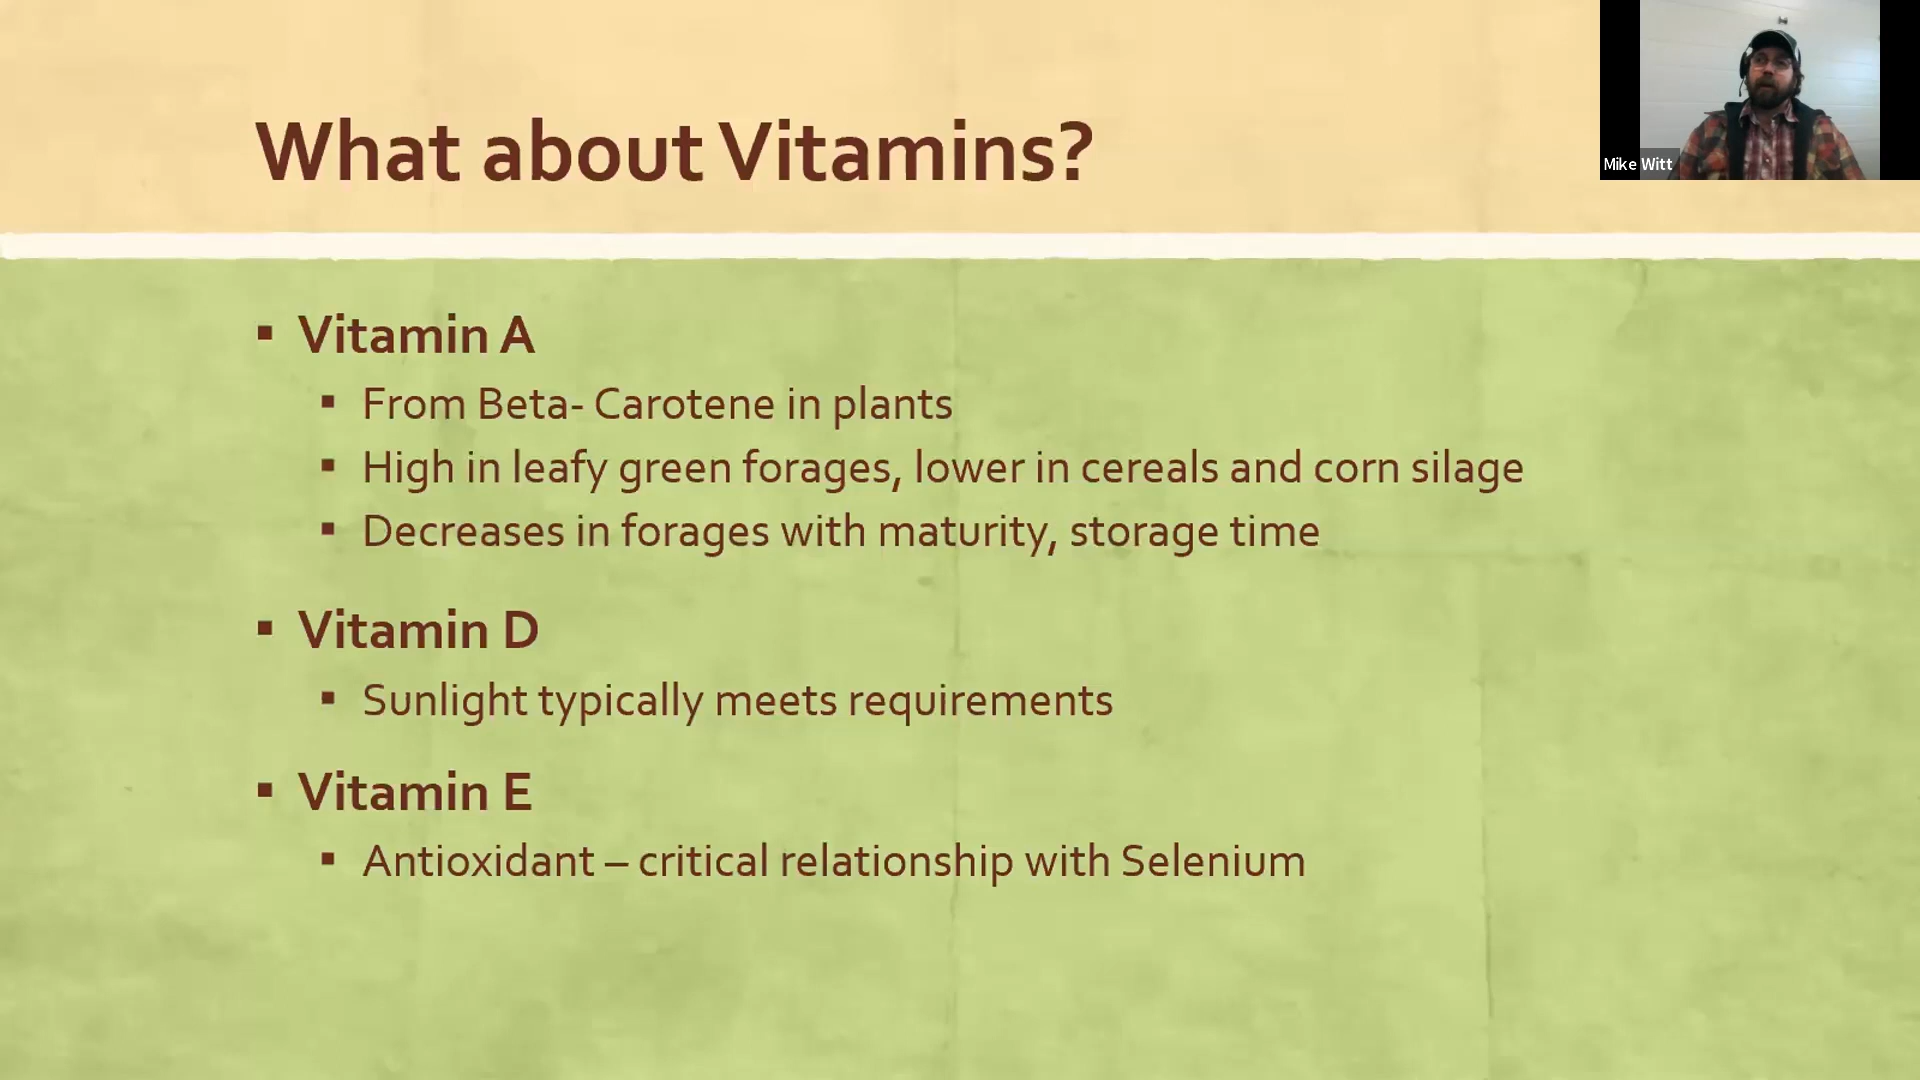 What about Vitamins?
Mike Witt
▪ Vitamin A
▪ From Beta- Carotene in plants
▪ High in leafy green forages, lower in cereals and corn silage
▪ Decreases in forages with maturity, storage time
▪ Vitamin D
▪ Sunlight typically meets requirements
▪ Vitamin E
▪ Antioxidant – critical relationship with Selenium